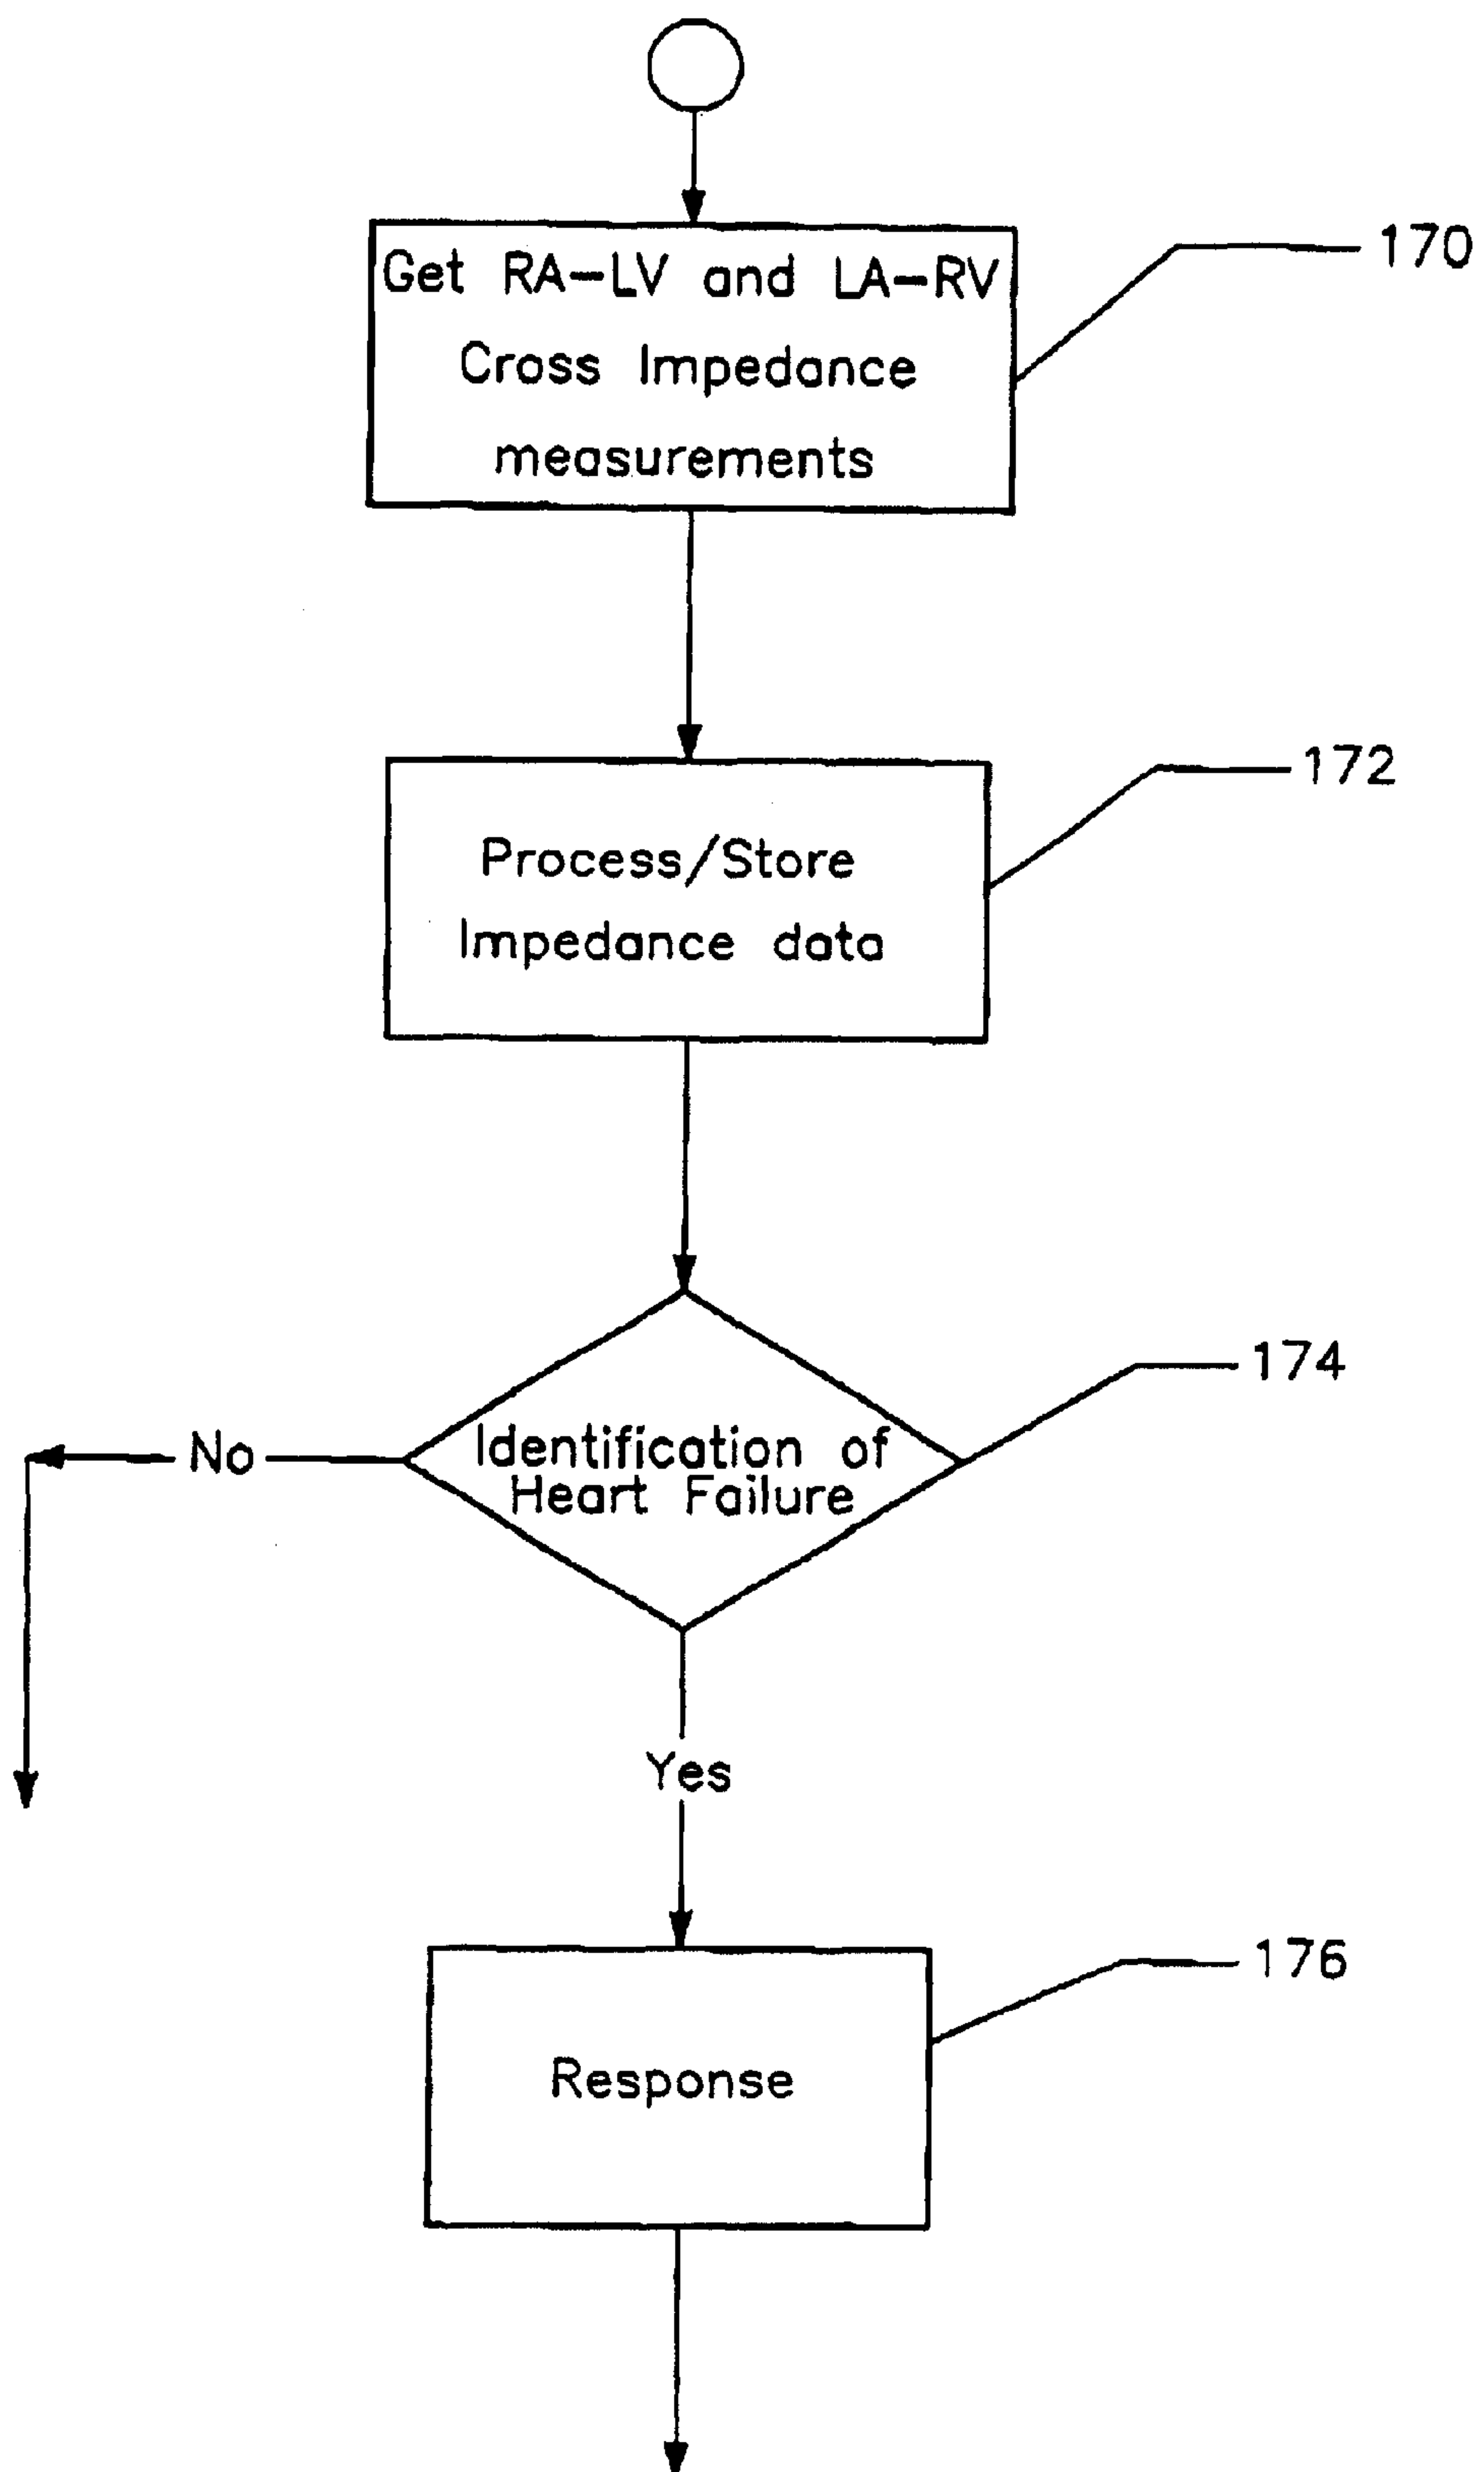 Get RA-LV and LA-RV
Cross Impedance
measurements
170
Process/Store
Impedance data
172
Identification of
Heart Failure
174
No
Yes
Response
176